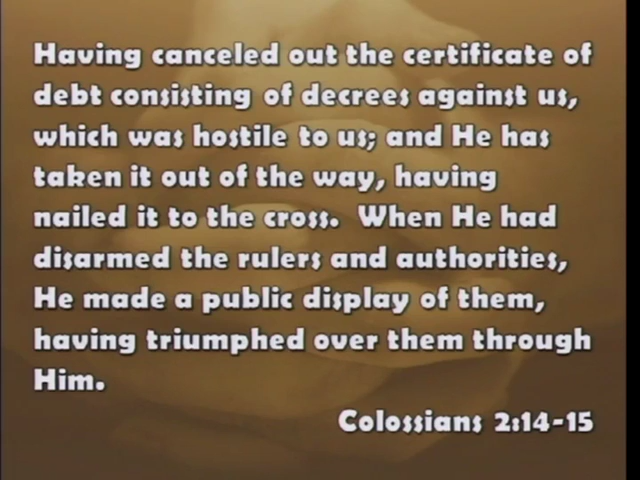 Having canceled out the certificate of
debt consisting of decrees against us,
which was hostile to us; and He has
taken it out of the way, having
nailed it to the cross.  When He had
disarmed the rulers and authorities,
He made a public display of them,
having triumphed over them through
Him.
Colossians 2:14-15